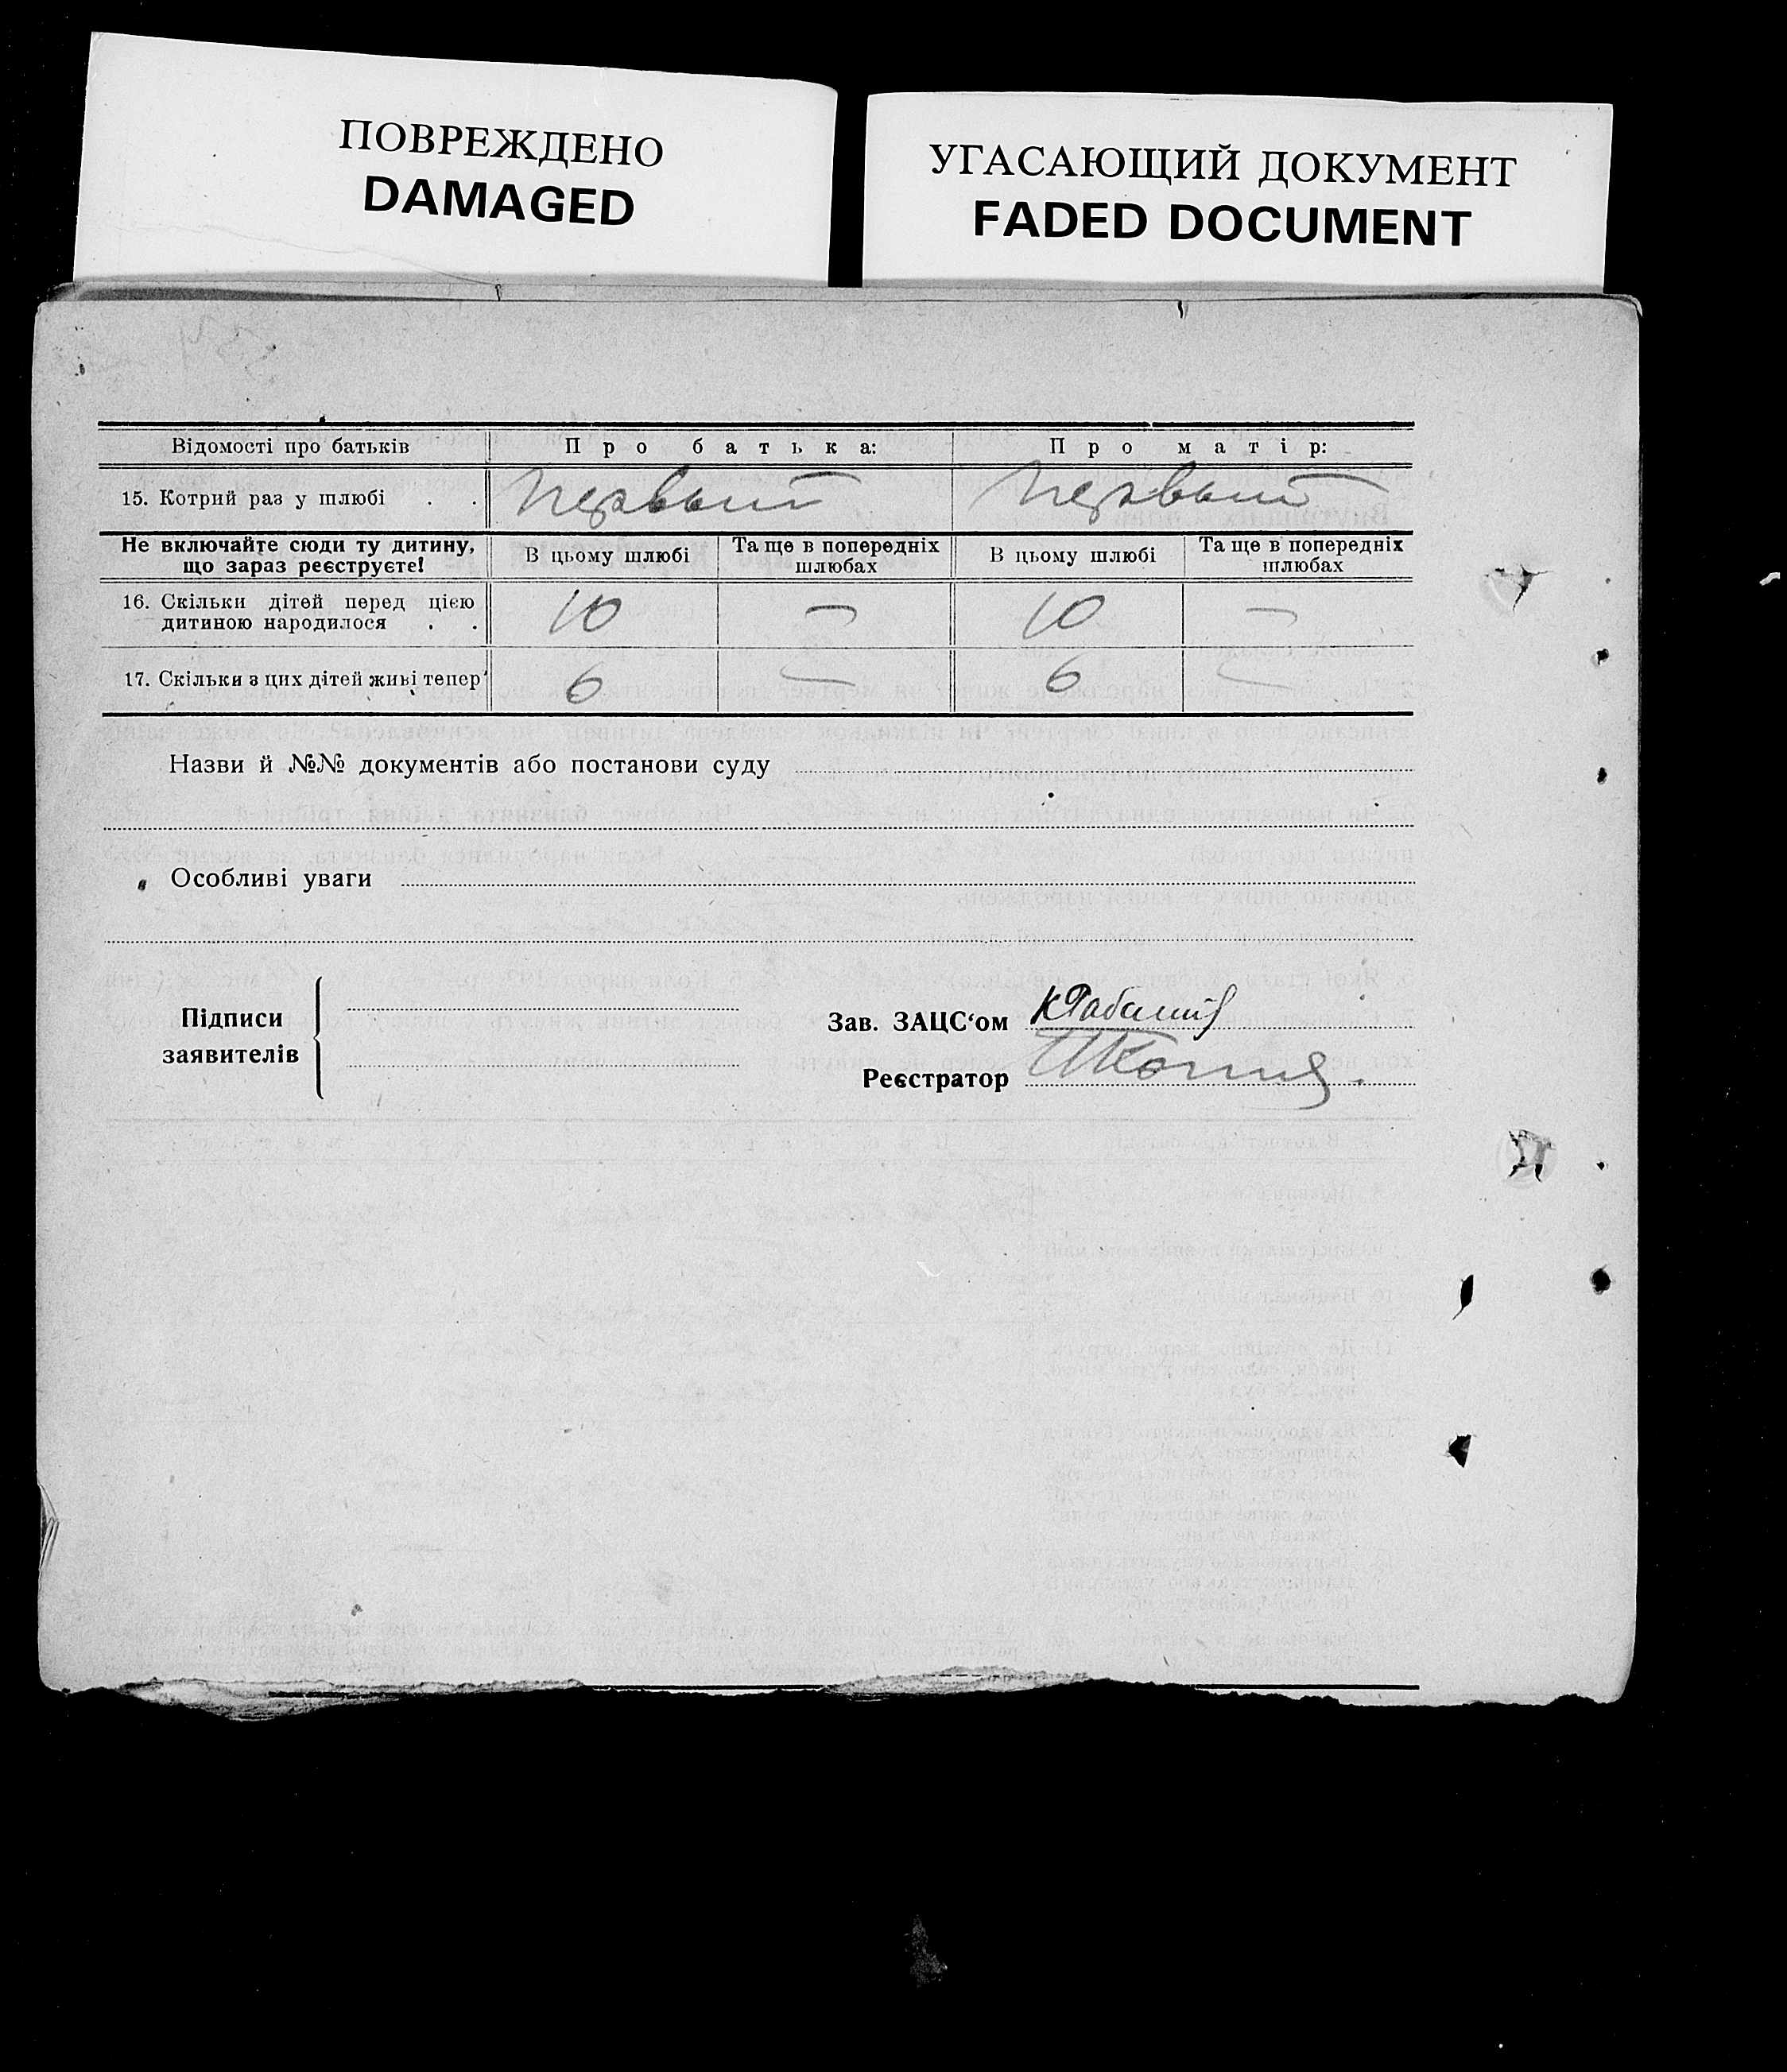 ПОВРЕЖДЕНО
DAMAGED
УГАСАЮЩИЙ ДОКУМЕНТ
FADED DOCUMENT
Відомості про батьків Про батька: Про матір:
15. Котрий раз у шлюбі . . первый первый
Не включайте сюди ту дитину, що зараз реєструєте! В цьому шлюбі Та ще в попередніх шлюбах В цьому шлюбі Та ще в попередніх шлюбах
16. Скільки дітей перед цією дитиною народилося . . 10 — 10 —
17. Скільки з цих дітей живі тепер 6 — 6 —
Назви й №№ документів або постанови суду
Особливі уваги
Підписи заявителів
Зав. ЗАЦС‘ом
Реєстратор